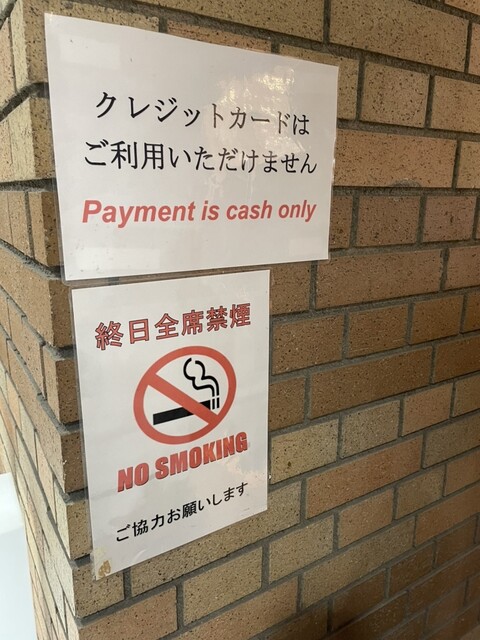 クレジットカードは
ご利用いただけません
Payment is cash only
終日全席禁煙
NO SMOKING
ご協力お願いします